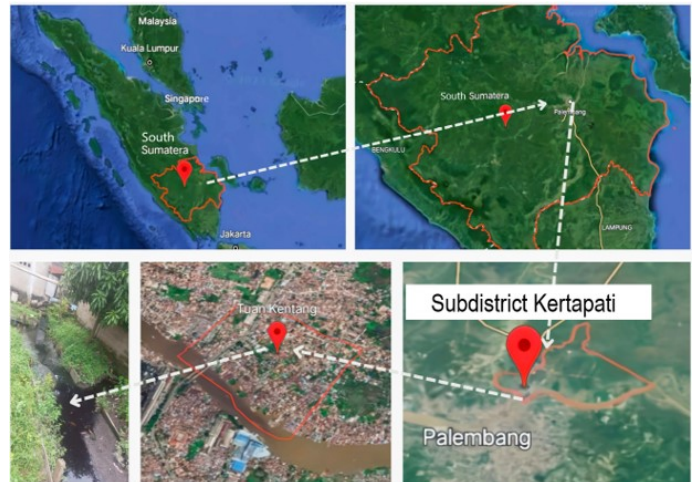 Malaysia
Kuala Lumpur
Singapore
South
Sumatera
Jakarta
South Sumatera
Palembang
BENGKULU
LAMPUNG
Tuan Kentang
Subdistrict Kertapati
Palembang